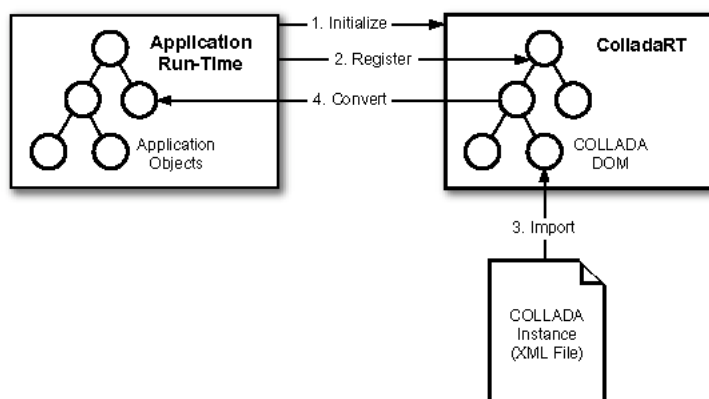 Application
Run-Time
Application
Objects
1. Initialize
2. Register
4. Convert
ColladaRT
COLLADA
DOM
3. Import
COLLADA
Instance
(XML File)